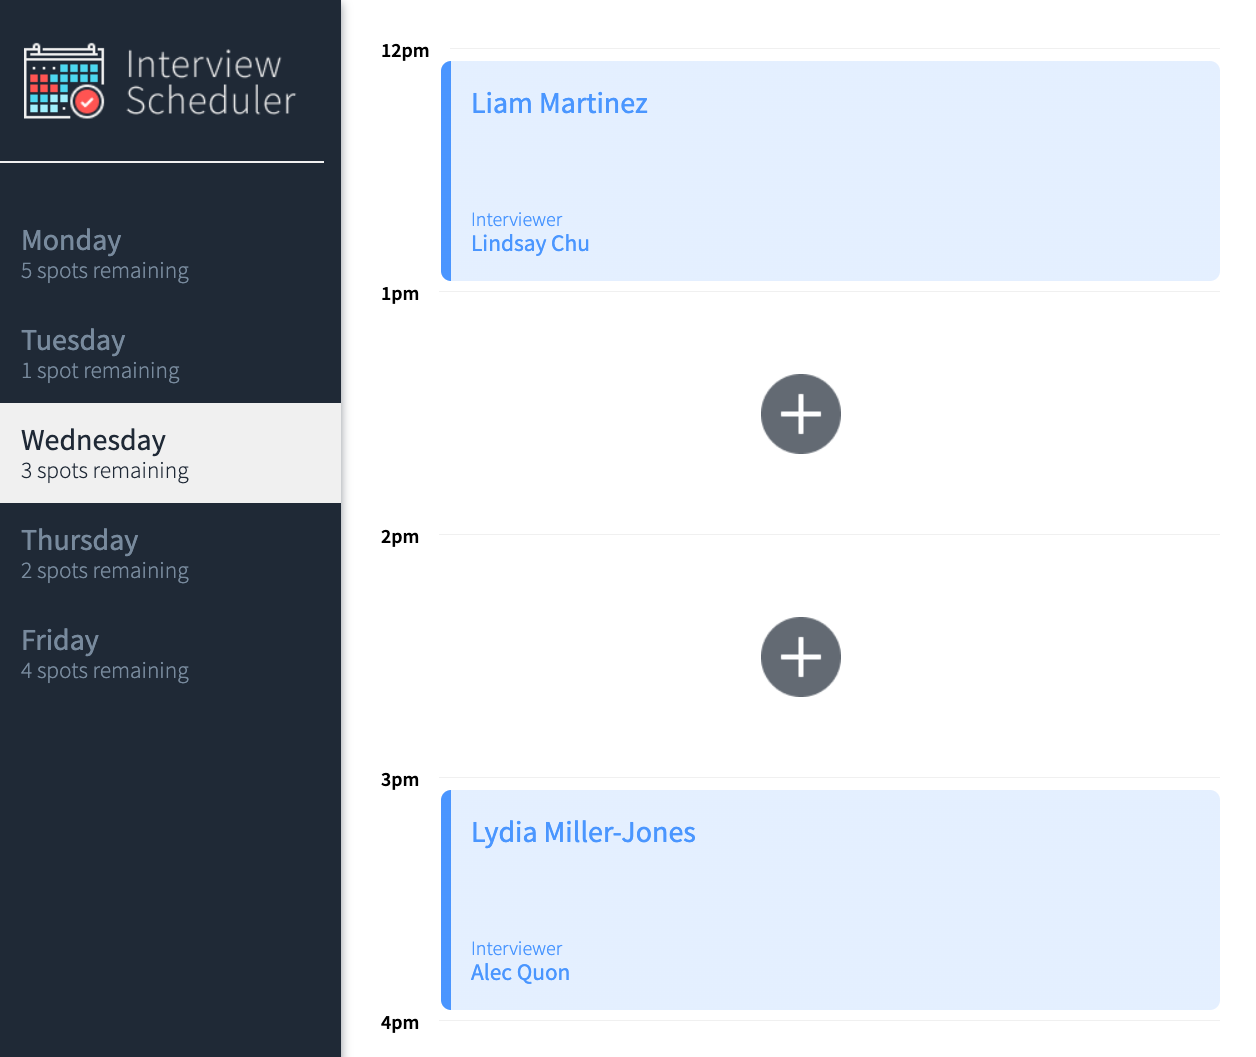 Interview
Scheduler
Monday
5 spots remaining
Tuesday
1 spot remaining
Wednesday
3 spots remaining
Thursday
2 spots remaining
Friday
4 spots remaining
12pm
Liam Martinez
Interviewer
Lindsay Chu
1pm
2pm
3pm
Lydia Miller-Jones
Interviewer
Alec Quon
4pm